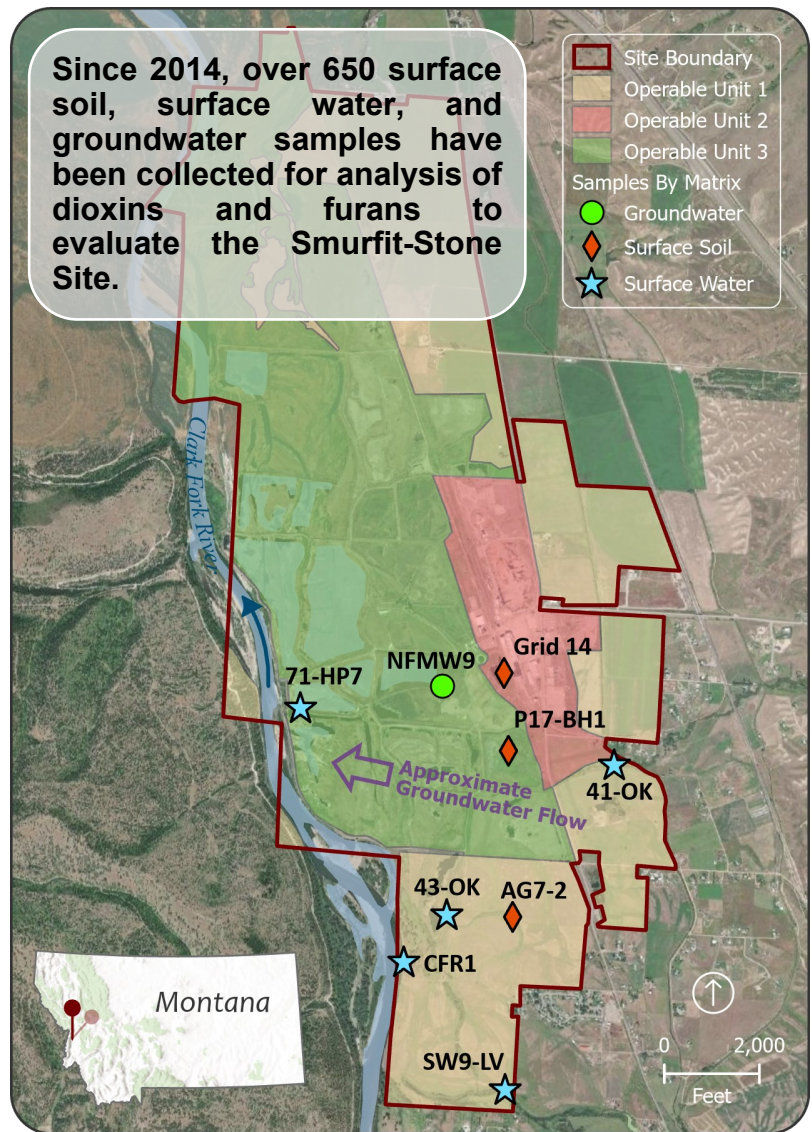 Since 2014, over 650 surface
soil, surface water, and
groundwater samples have
been collected for analysis of
dioxins and furans to
evaluate the Smurfit-Stone
Site.
Site Boundary
Operable Unit 1
Operable Unit 2
Operable Unit 3
Samples By Matrix
Groundwater
Surface Soil
Surface Water
Clark Fork River
Grid 14
NFMW9
71-HP7
P17-BH1
Approximate
Groundwater Flow
41-OK
43-OK
AG7-2
CFR1
Montana
SW9-LV
0 2,000
Feet